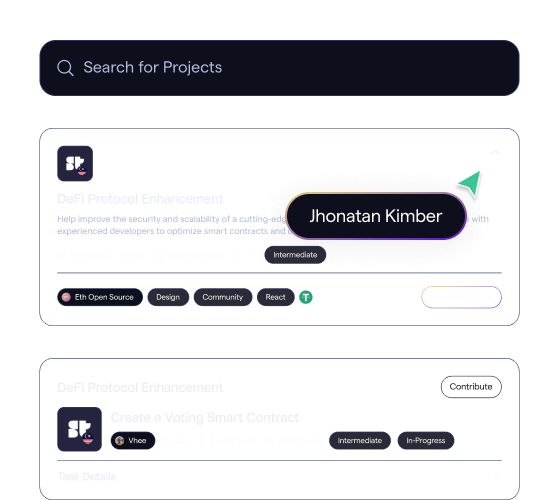 Search for Projects
DeFi Protocol Enhancement
Help improve the security and scalability of a cutting-edg
with
Jhonatan Kimber
experienced developers to optimize smart contracts and
Intermediate
Eth Open Source Design Community React
DeFi Protocol Enhancement Contribute
Create a Voting Smart Contract
Vhee Intermediate In-Progress
Task Details